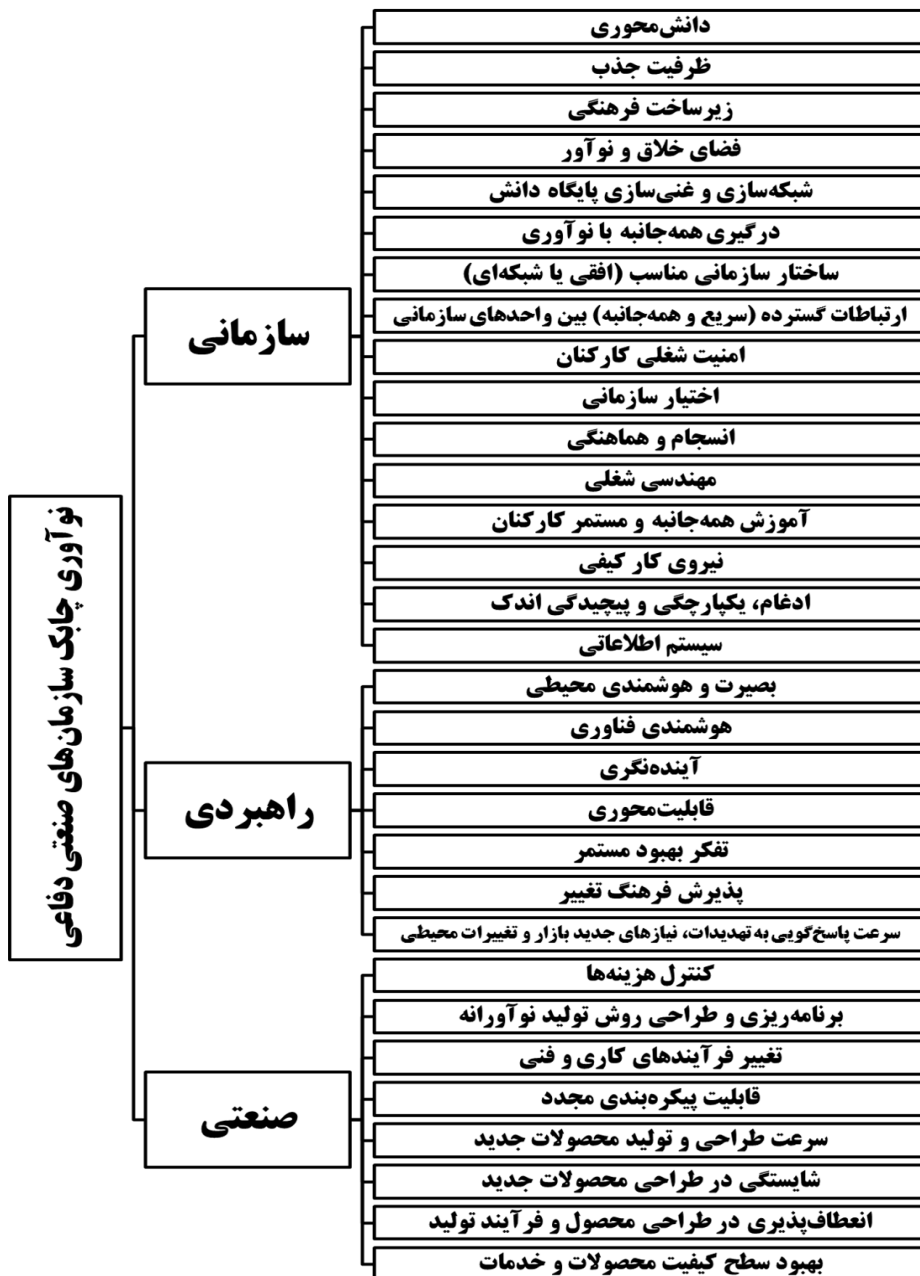 نوآوری چابک سازمان‌های صنعتی دفاعی
سازمانی
دانش‌محوری
ظرفیت جذب
زیرساخت فرهنگی
فضای خلاق و نوآور
شبکه‌سازی و غنی‌سازی پایگاه دانش
درگیری همه‌جانبه با نوآوری
ساختار سازمانی مناسب (افقی یا شبکه‌ای)
ارتباطات گسترده (سریع و همه‌جانبه) بین واحدهای سازمانی
امنیت شغلی کارکنان
اختیار سازمانی
انسجام و هماهنگی
مهندسی شغلی
آموزش همه‌جانبه و مستمر کارکنان
نیروی کار کیفی
ادغام، یکپارچگی و پیچیدگی اندک
سیستم اطلاعاتی
راهبردی
بصیرت و هوشمندی محیطی
هوشمندی فناوری
آینده‌نگری
قابلیت‌محوری
تفکر بهبود مستمر
پذیرش فرهنگ تغییر
سرعت پاسخ‌گویی به تهدیدات، نیازهای جدید بازار و تغییرات محیطی
صنعتی
کنترل هزینه‌ها
برنامه‌ریزی و طراحی روش تولید نوآورانه
تغییر فرآیندهای کاری و فنی
قابلیت پیکره‌بندی مجدد
سرعت طراحی و تولید محصولات جدید
شایستگی در طراحی محصولات جدید
انعطاف‌پذیری در طراحی محصول و فرآیند تولید
بهبود سطح کیفیت محصولات و خدمات